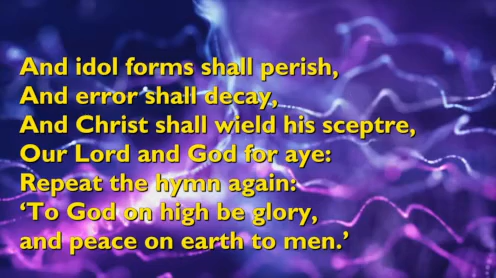 And idol forms shall perish,
And error shall decay,
And Christ shall wield his sceptre,
Our Lord and God for aye:
Repeat the hymn again:
‘To God on high be glory,
and peace on earth to men.’